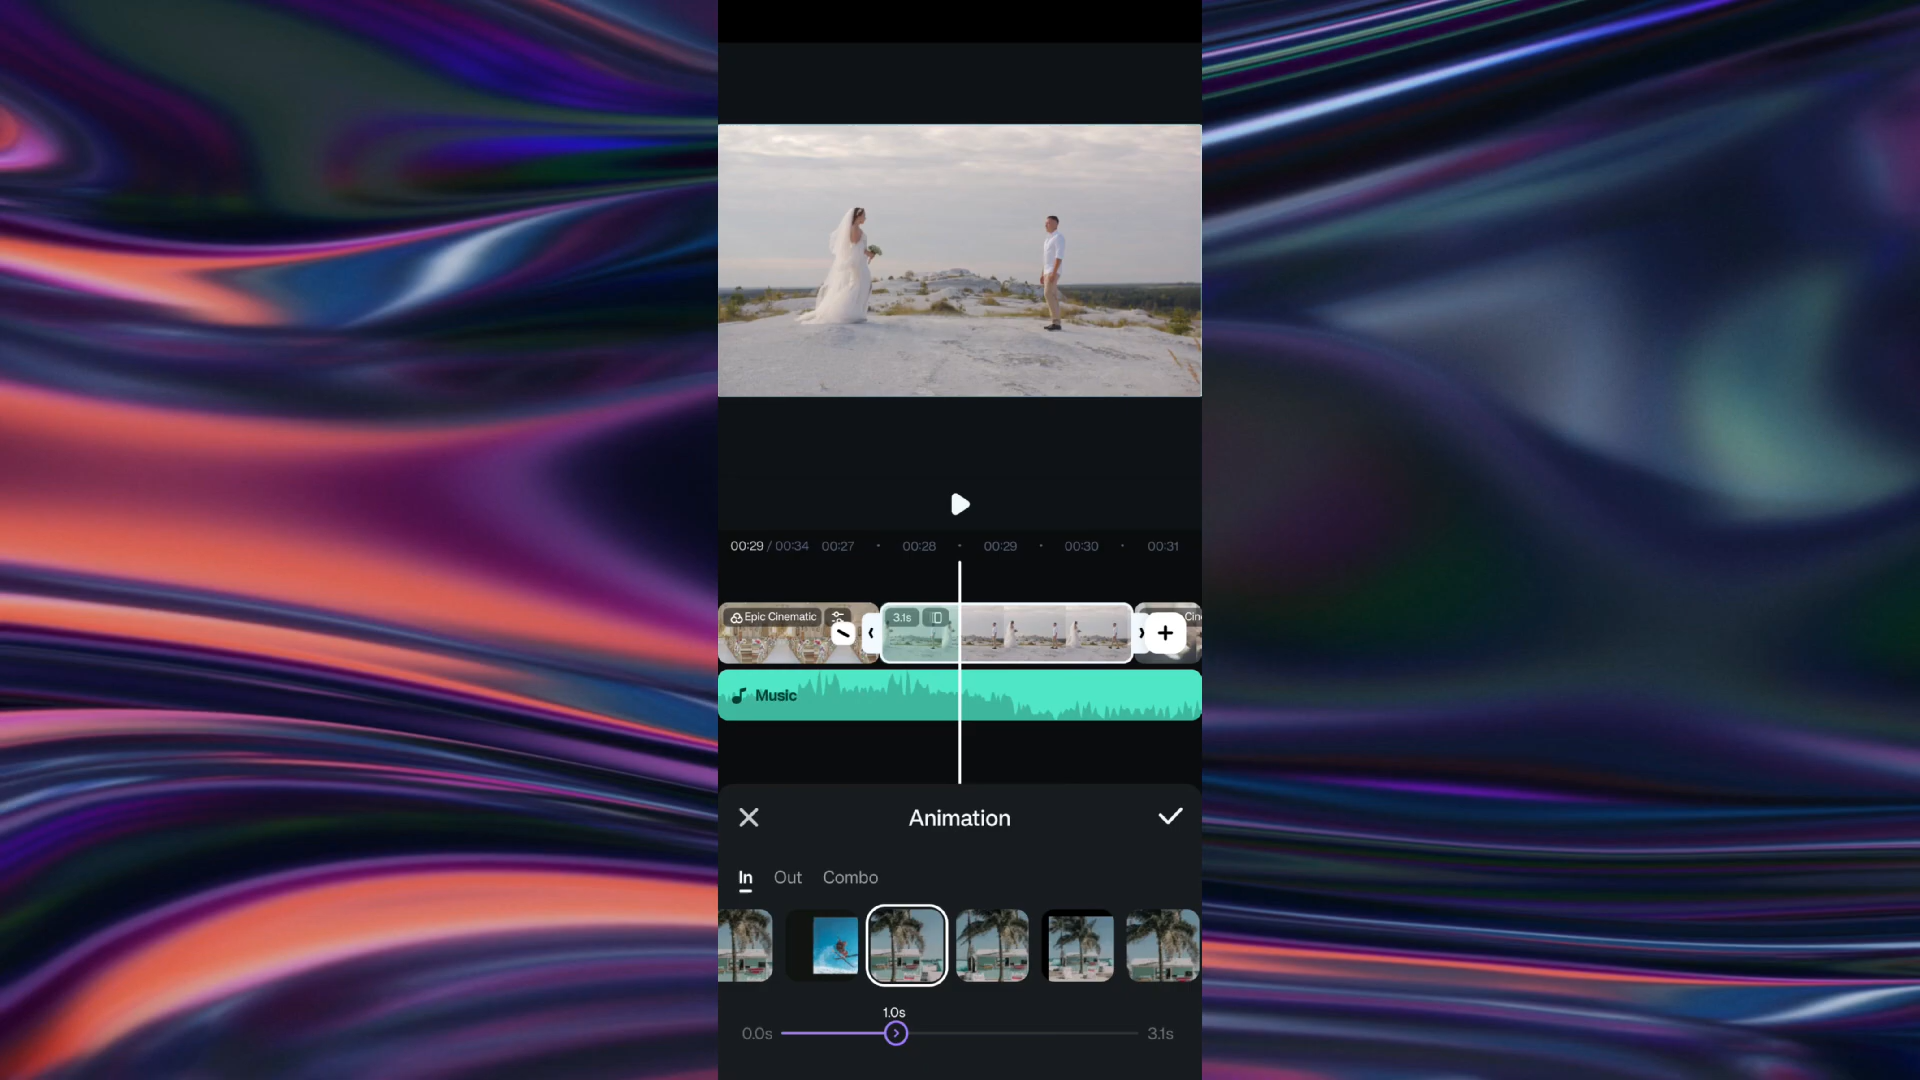 00:29 / 00:34 00:27 00:28 00:29 00:30 00:31
Epic Cinematic 3.1s Cin
Music
Animation
In Out Combo
1.0s
0.0s 3.1s